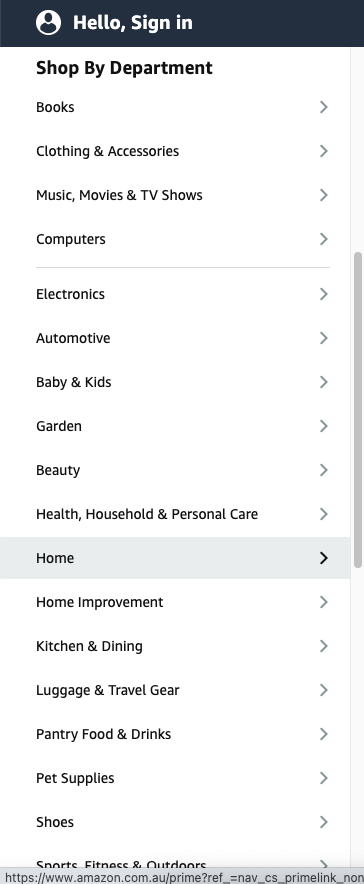 Hello, Sign in
Shop By Department
Books
Clothing & Accessories
Music, Movies & TV Shows
Computers
Electronics
Automotive
Baby & Kids
Garden
Beauty
Health, Household & Personal Care
Home
Home Improvement
Kitchen & Dining
Luggage & Travel Gear
Pantry Food & Drinks
Pet Supplies
Shoes
Sports, Fitness & Outdoors
https://www.amazon.com.au/prime?ref_=nav_cs_primelink_non